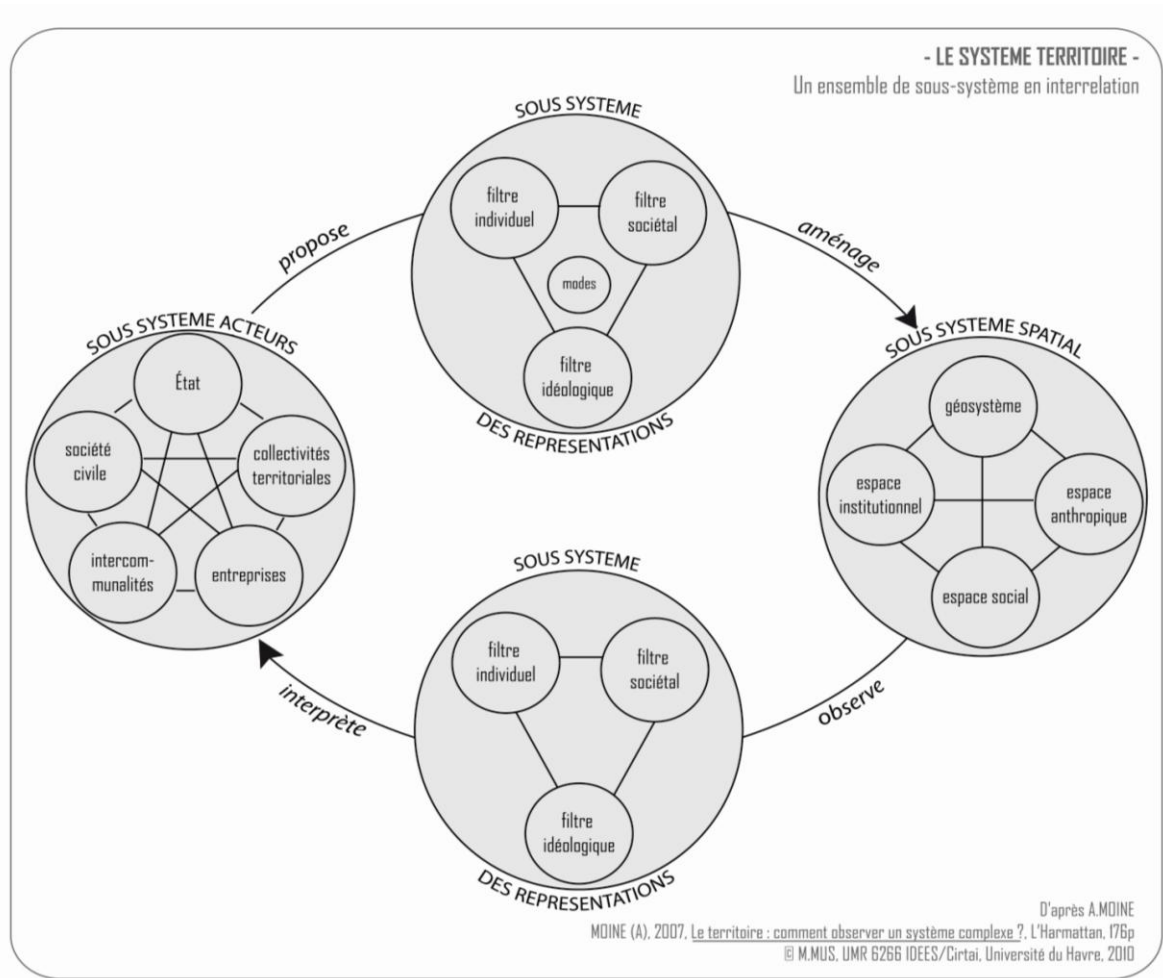 - LE SYSTEME TERRITOIRE -
Un ensemble de sous-système en interrelation
SOUS SYSTEME
filtre
individuel
filtre
sociétal
modes
filtre
idéologique
DES REPRESENTATIONS
propose
aménage
SOUS SYSTEME ACTEURS
État
société
civile
collectivités
territoriales
intercom-
munalités
entreprises
SOUS SYSTEME SPATIAL
géosystème
espace
institutionnel
espace
anthropique
espace social
SOUS SYSTEME
filtre
individuel
filtre
sociétal
filtre
idéologique
DES REPRESENTATIONS
interprète
observe
D'après A.MOINE
MOINE (A), 2007, Le territoire : comment observer un système complexe ?, L'Harmattan, 176p
© M.MUS, UMR 6266 IDEES/Cirtai, Université du Havre, 2010